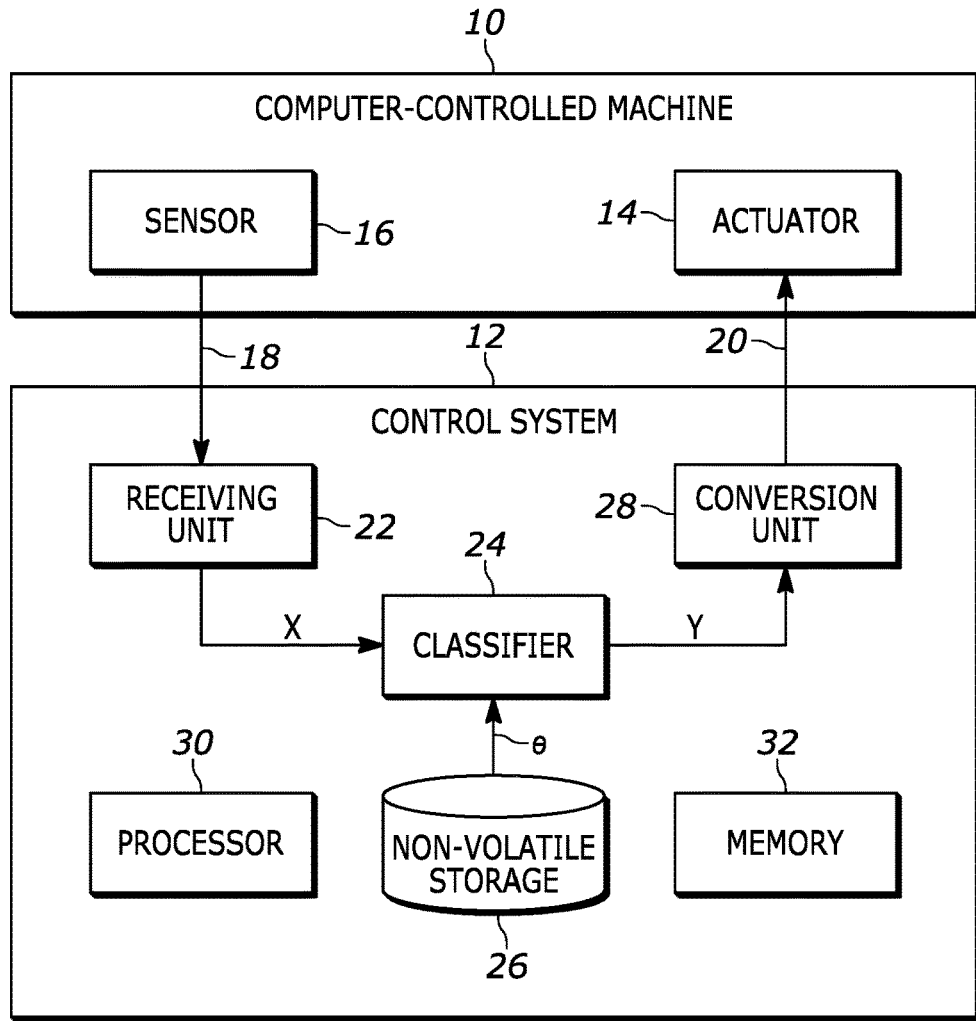 10
COMPUTER-CONTROLLED MACHINE
SENSOR
16
14
ACTUATOR
18
12
20
CONTROL SYSTEM
RECEIVING
UNIT
22
28
CONVERSION
UNIT
24
X
CLASSIFIER
Y
θ
30
32
PROCESSOR
NON-VOLATILE
STORAGE
MEMORY
26